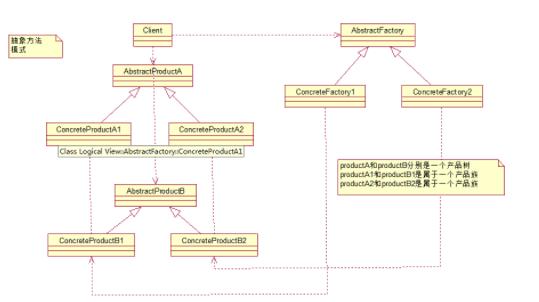 抽象方法
模式
Client
AbstractFactory
AbstractProductA
ConcreteFactory1
ConcreteFactory2
ConcreteProductA1
ConcreteProductA2
Class Logical View::AbstractFactory::ConcreteProductA1
productA和productB分别是一个产品树
productA1和productB1是属于一个产品族
productA2和productB2是属于一个产品族
AbstractProductB
ConcreteProductB1
ConcreteProductB2